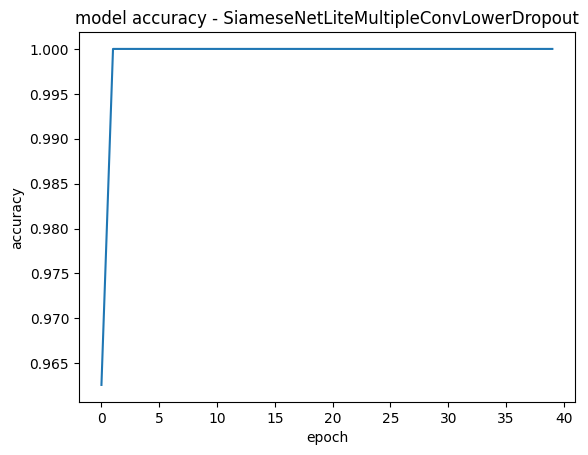 model accuracy - SiameseNetLiteMultipleConvLowerDropout
1.000
0.995
0.990
0.985
0.980
0.975
0.970
0.965
accuracy
0 5 10 15 20 25 30 35 40
epoch